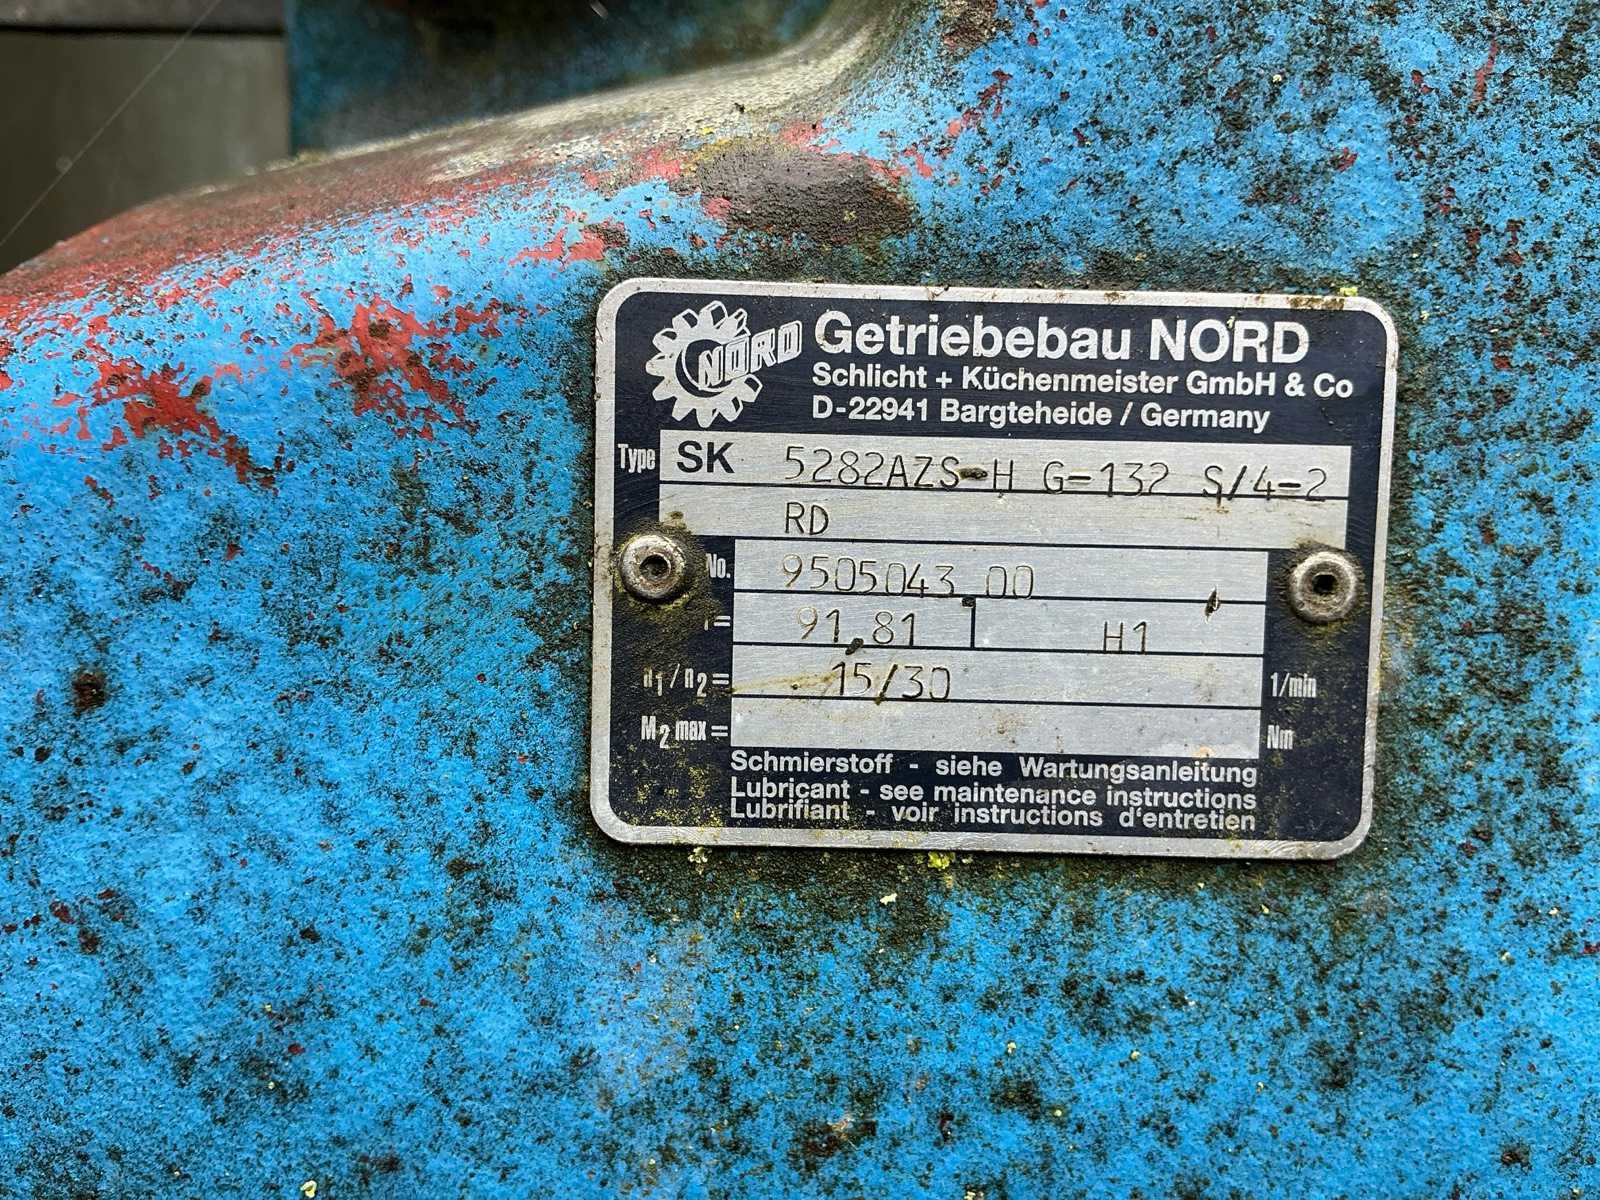 NORD
Getriebebau NORD
Schlicht + Küchenmeister GmbH & Co
D-22941 Bargteheide / Germany
Type SK 5282AZS-H G-132 S/4-2
RD
No. 9505043 00
i= 91,81 H1
n1/n2= 15/30 1/min
M2 max= Nm
Schmierstoff - siehe Wartungsanleitung
Lubricant - see maintenance instructions
Lubrifiant - voir instructions d'entretien